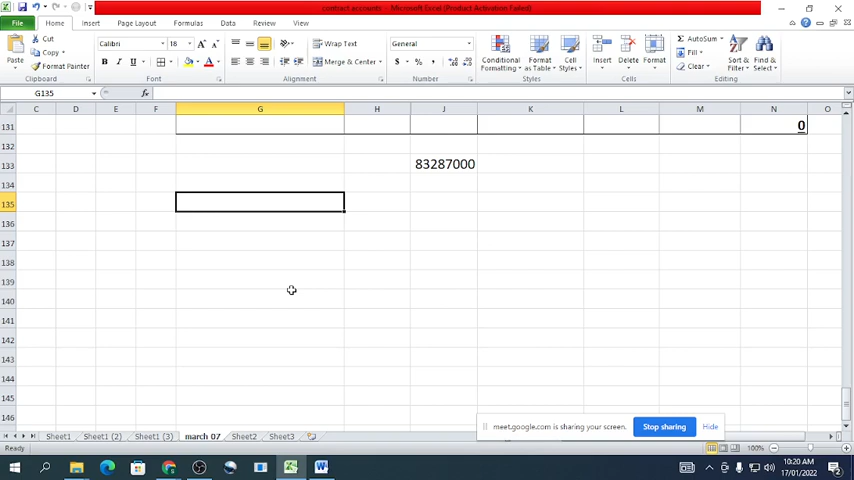 contract accounts - Microsoft Excel (Product Activation Failed)
File Home Insert Page Layout Formulas Data Review View
Cut
Copy
Format Painter
Paste
Clipboard
Calibri 18
B I U
Font
Wrap Text
Merge & Center
Alignment
General
$ % ,
Number
Conditional Formatting
Format as Table
Cell Styles
Styles
Insert Delete Format
Cells
AutoSum
Fill
Clear
Sort & Filter
Find & Select
Editing
G135 fx
C D E F G H J K L M N O
131 0
132
133 83287000
134
135
136
137
138
139
140
141
142
143
144
145
146
Sheet1 Sheet1 (2) Sheet1 (3) march 07 Sheet2 Sheet3
meet.google.com is sharing your screen. Stop sharing Hide
Ready 100%
10:20 AM
17/01/2022
2